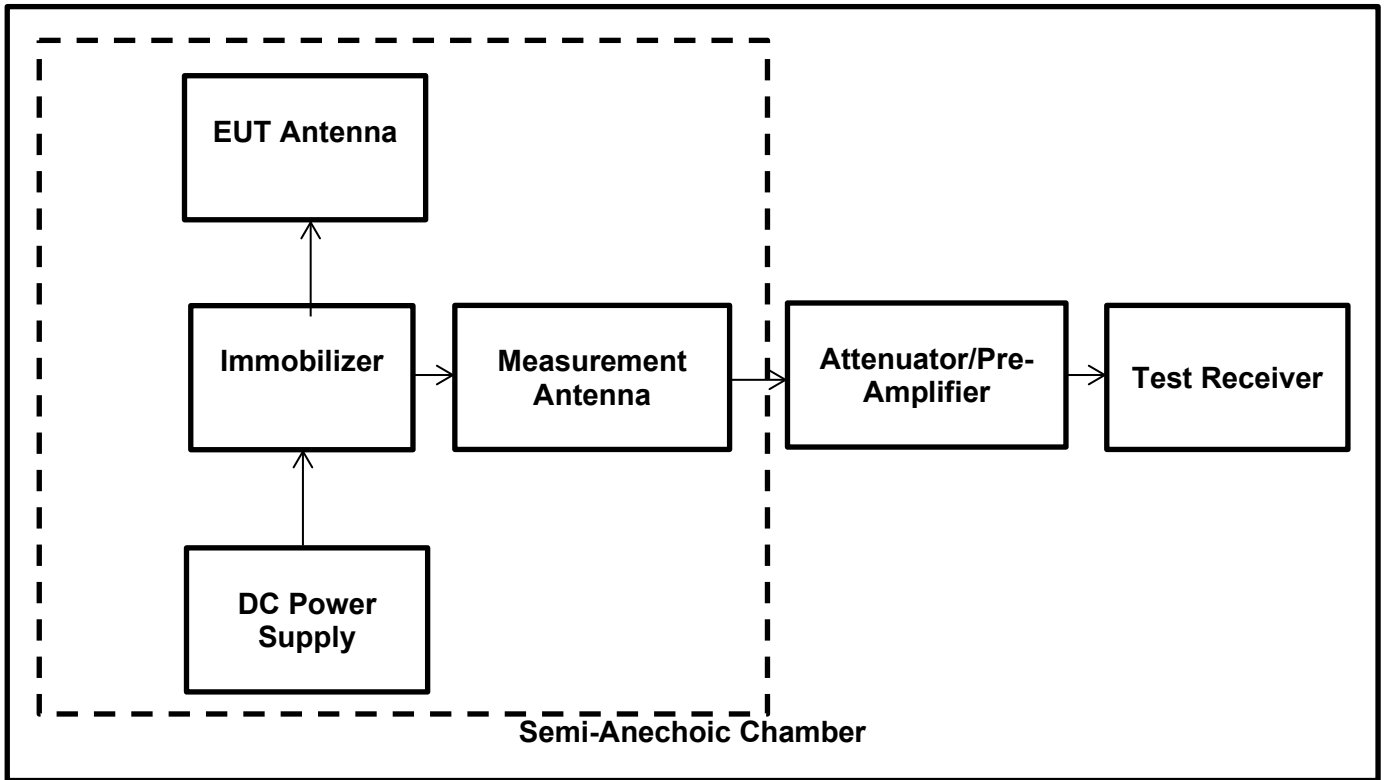 EUT Antenna
Immobilizer
Measurement
Antenna
Attenuator/Pre-
Amplifier
Test Receiver
DC Power
Supply
Semi-Anechoic Chamber